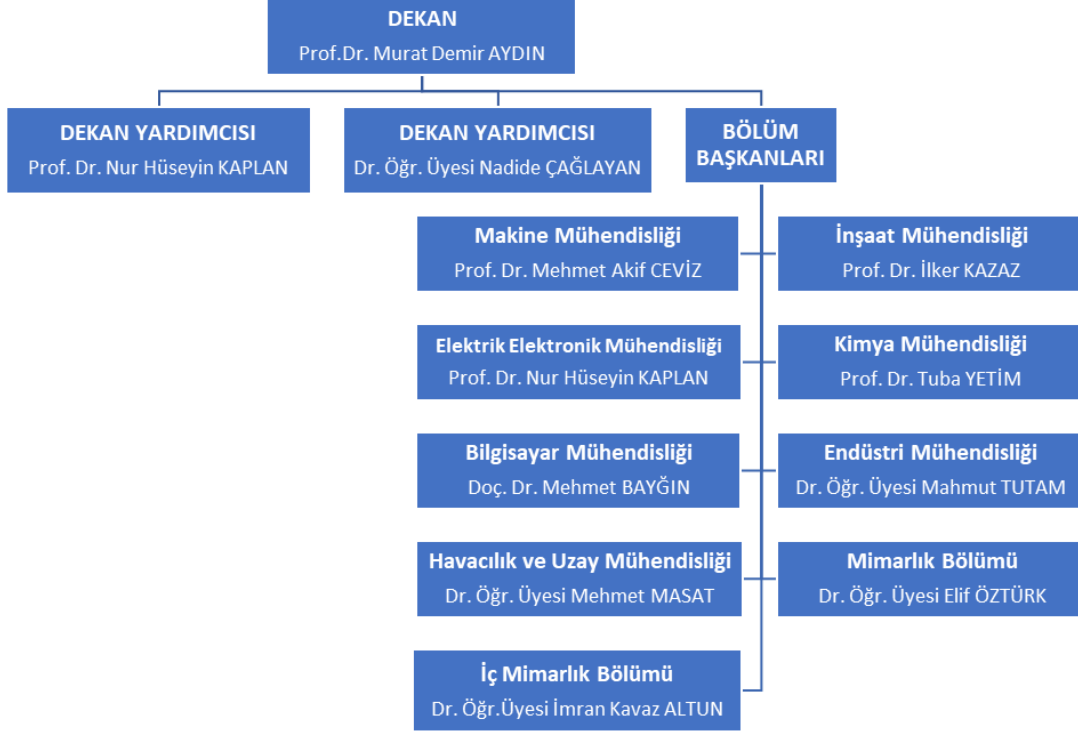 DEKAN
Prof.Dr. Murat Demir AYDIN
DEKAN YARDIMCISI
Prof. Dr. Nur Hüseyin KAPLAN
DEKAN YARDIMCISI
Dr. Öğr. Üyesi Nadide ÇAĞLAYAN
BÖLÜM
BAŞKANLARI
Makine Mühendisliği
Prof. Dr. Mehmet Akif CEVİZ
İnşaat Mühendisliği
Prof. Dr. İlker KAZAZ
Elektrik Elektronik Mühendisliği
Prof. Dr. Nur Hüseyin KAPLAN
Kimya Mühendisliği
Prof. Dr. Tuba YETİM
Bilgisayar Mühendisliği
Doç. Dr. Mehmet BAYĞIN
Endüstri Mühendisliği
Dr. Öğr. Üyesi Mahmut TUTAM
Havacılık ve Uzay Mühendisliği
Dr. Öğr. Üyesi Mehmet MASAT
Mimarlık Bölümü
Dr. Öğr. Üyesi Elif ÖZTÜRK
İç Mimarlık Bölümü
Dr. Öğr.Üyesi İmran Kavaz ALTUN